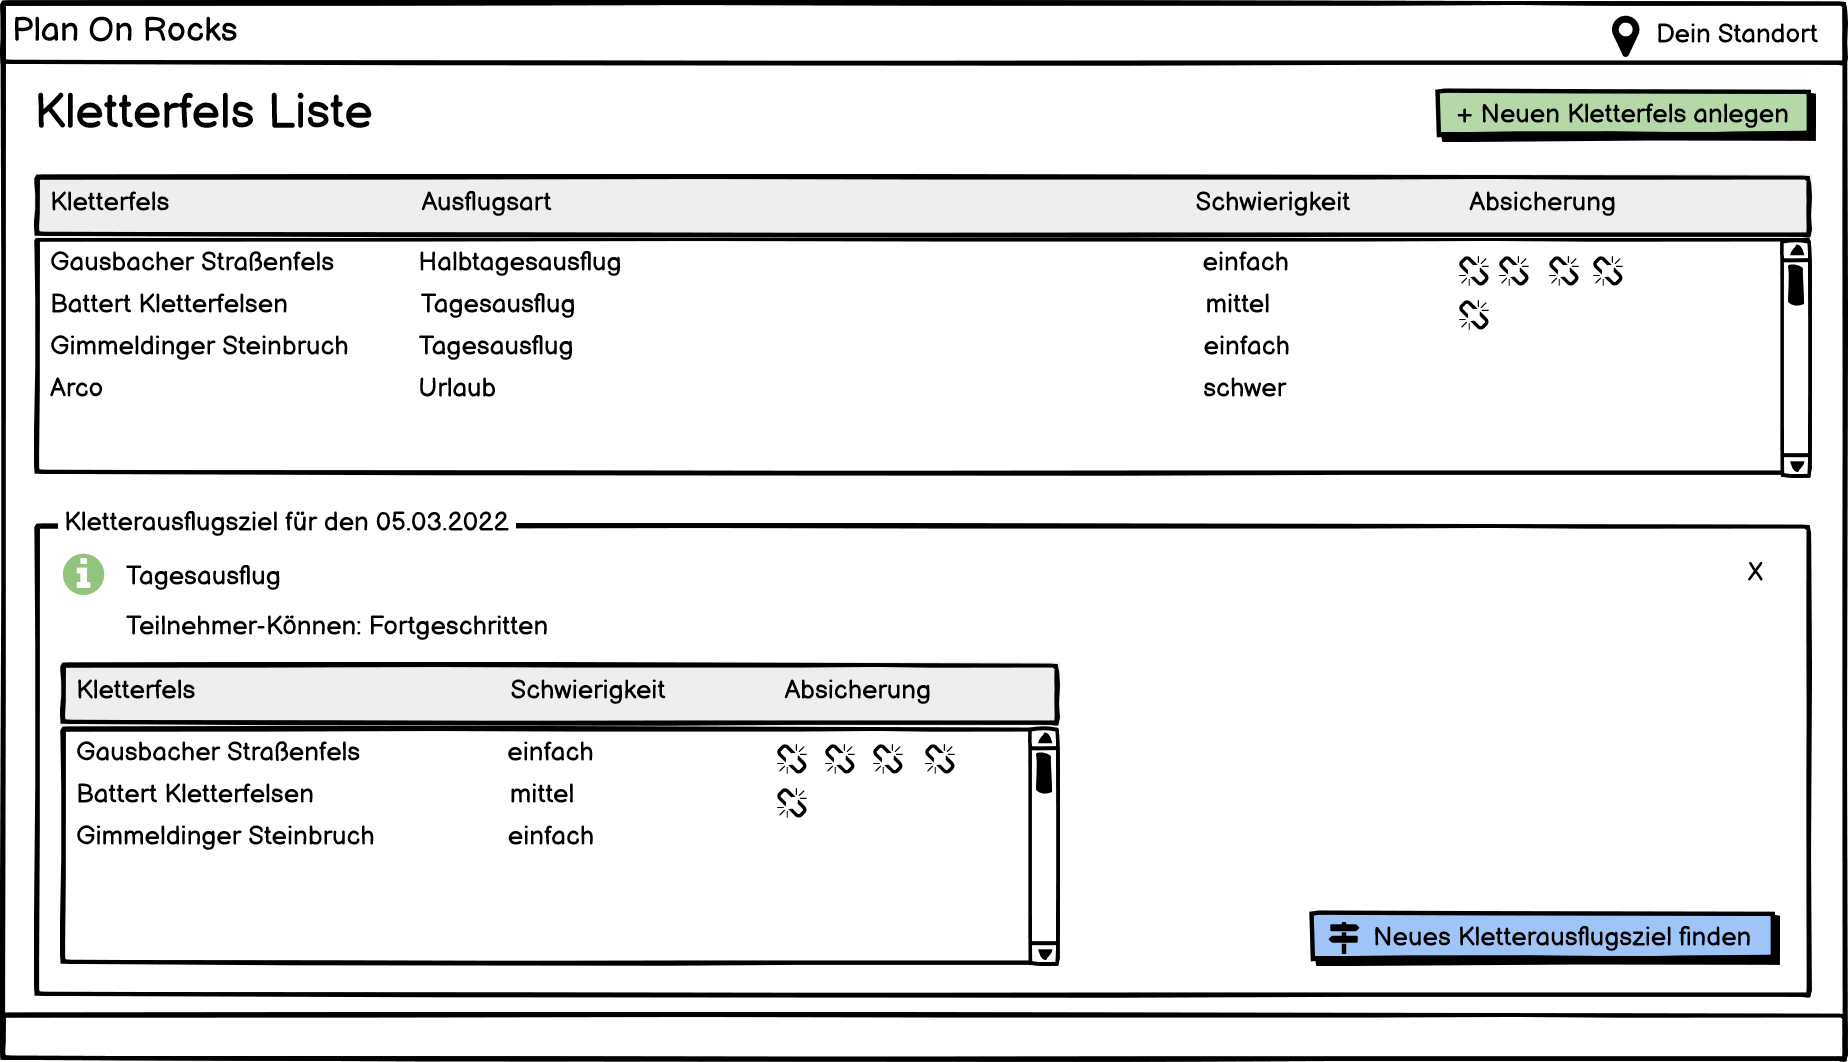 Plan On Rocks
Dein Standort
Kletterfels Liste
+ Neuen Kletterfels anlegen
Kletterfels Ausflugsart Schwierigkeit Absicherung
Gausbacher Straßenfels Halbtagesausflug einfach
Battert Kletterfelsen Tagesausflug mittel
Gimmeldinger Steinbruch Tagesausflug einfach
Arco Urlaub schwer
Kletterausflugsziel für den 05.03.2022
Tagesausflug
X
Teilnehmer-Können: Fortgeschritten
Kletterfels Schwierigkeit Absicherung
Gausbacher Straßenfels einfach
Battert Kletterfelsen mittel
Gimmeldinger Steinbruch einfach
Neues Kletterausflugsziel finden